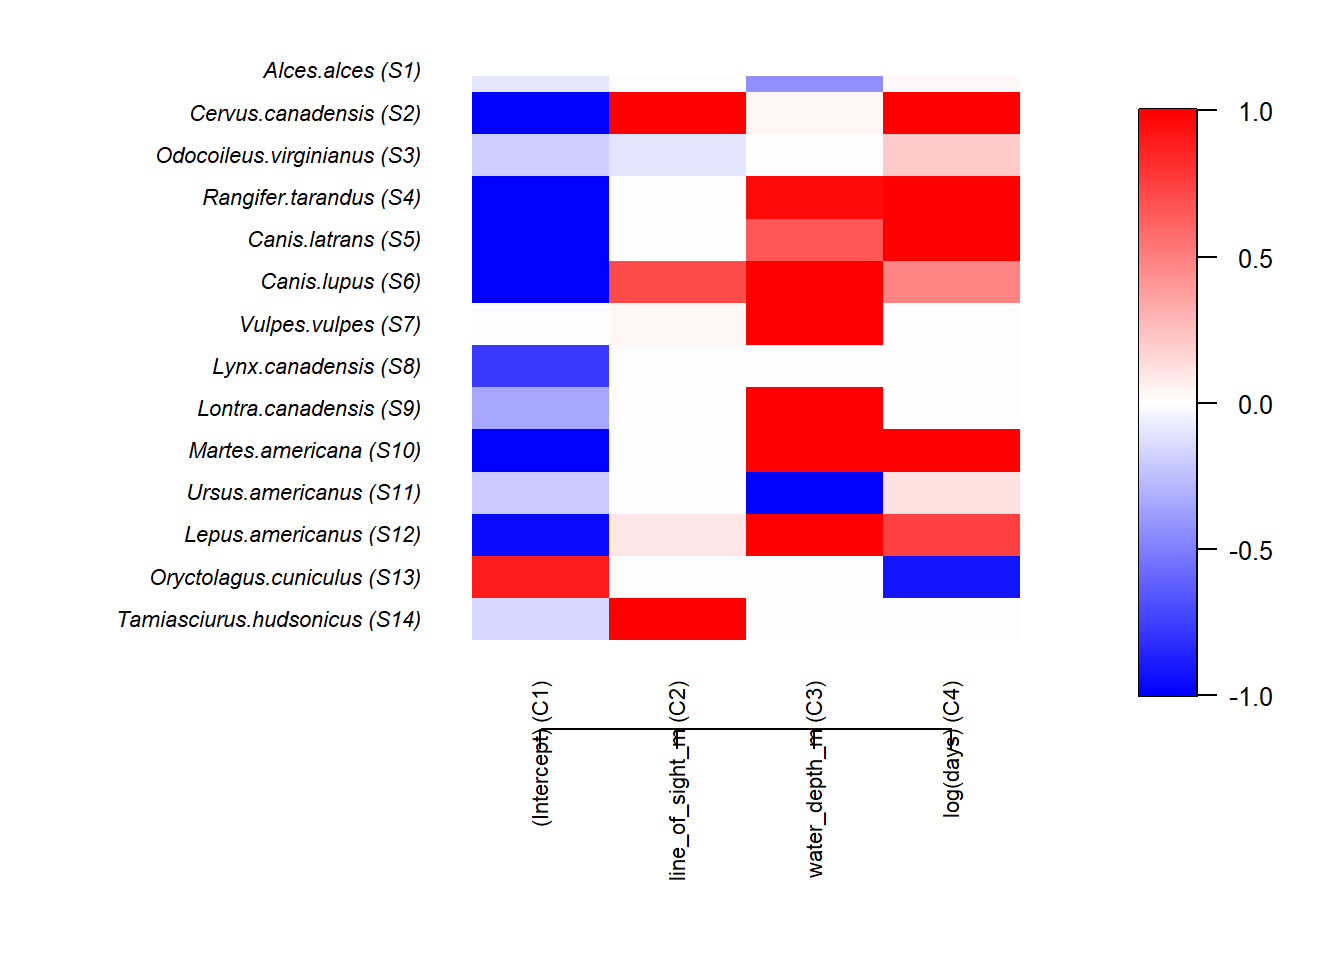 Alces.alces (S1)
Cervus.canadensis (S2)
Odocoileus.virginianus (S3)
Rangifer.tarandus (S4)
Canis.latrans (S5)
Canis.lupus (S6)
Vulpes.vulpes (S7)
Lynx.canadensis (S8)
Lontra.canadensis (S9)
Martes.americana (S10)
Ursus.americanus (S11)
Lepus.americanus (S12)
Oryctolagus.cuniculus (S13)
Tamiasciurus.hudsonicus (S14)
(Intercept) (C1)
line_of_sight_m (C2)
water_depth_m (C3)
log(days) (C4)
1.0
0.5
0.0
-0.5
-1.0